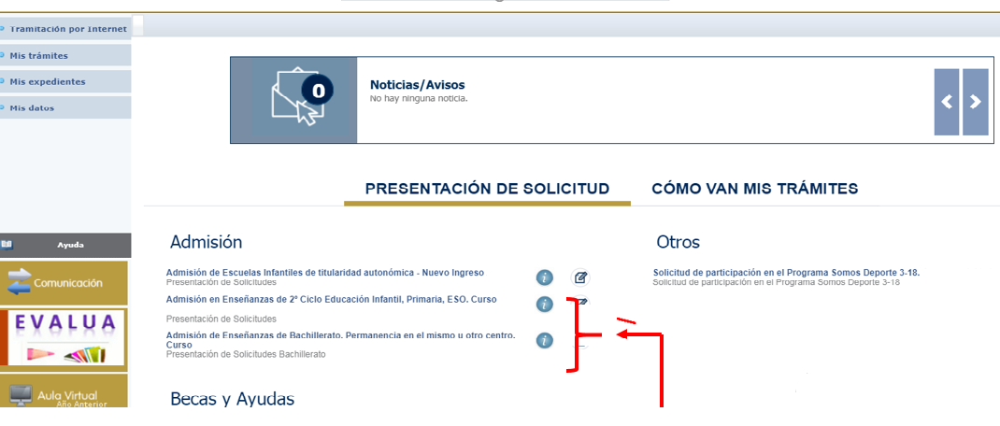 Tramitación por Internet
Mis trámites
Mis expedientes
Mis datos
0
Noticias/Avisos
No hay ninguna noticia.
PRESENTACIÓN DE SOLICITUD
CÓMO VAN MIS TRÁMITES
Ayuda
Comunicación
EVALUA
Aula Virtual
Año Anterior
Admisión
Admisión de Escuelas Infantiles de titularidad autonómica - Nuevo Ingreso
Presentación de Solicitudes
Admisión en Enseñanzas de 2º Ciclo Educación Infantil, Primaria, ESO. Curso
Presentación de Solicitudes
Admisión de Enseñanzas de Bachillerato. Permanencia en el mismo u otro centro.
Curso
Presentación de Solicitudes Bachillerato
Becas y Ayudas
Otros
Solicitud de participación en el Programa Somos Deporte 3-18.
Solicitud de participación en el Programa Somos Deporte 3-18